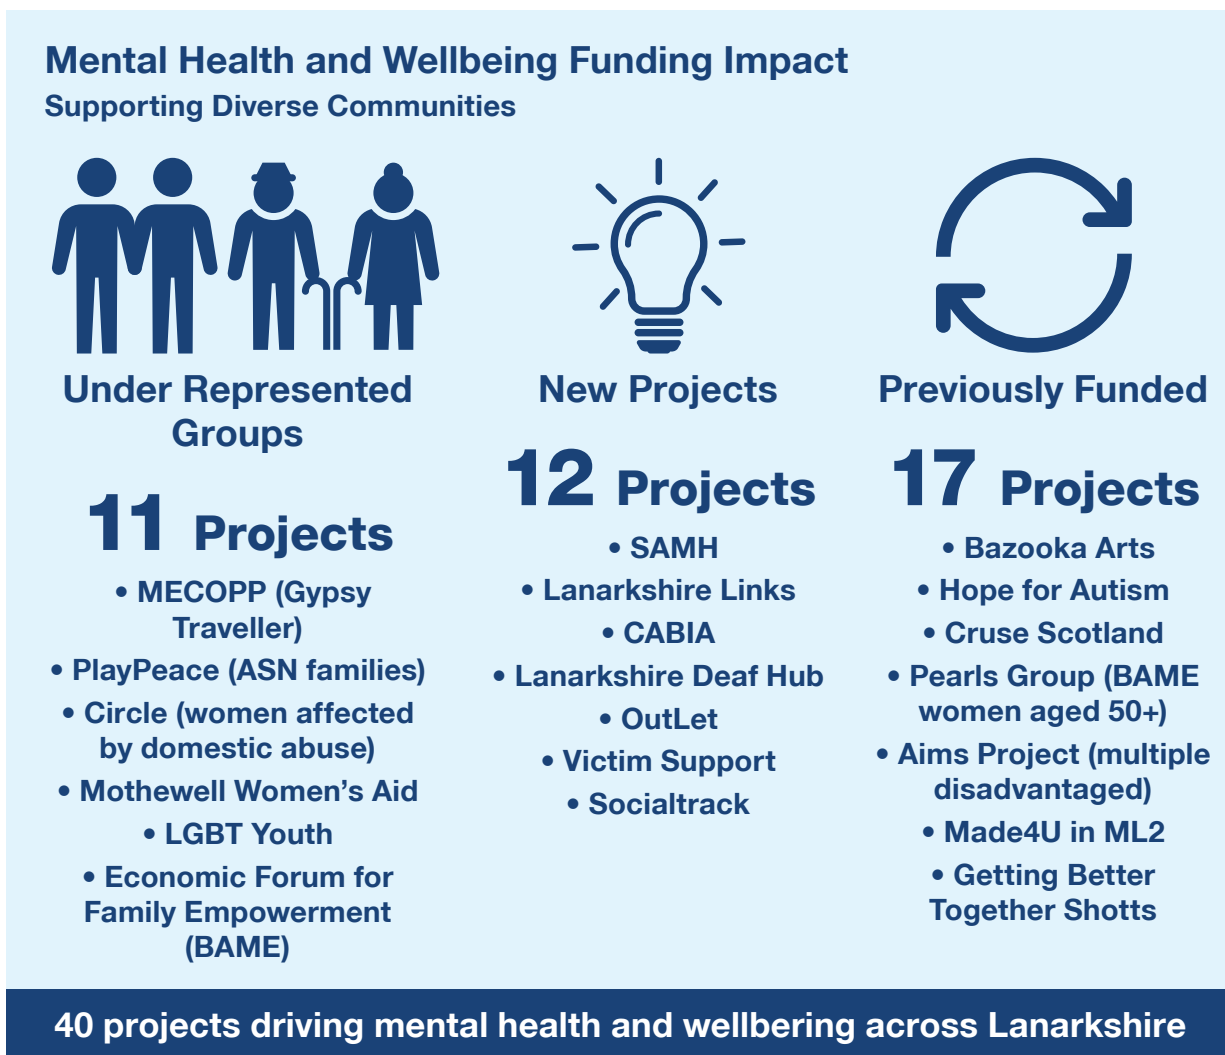 Mental Health and Wellbeing Funding Impact
Supporting Diverse Communities
Under Represented
Groups
11 Projects
• MECOPP (Gypsy
Traveller)
• PlayPeace (ASN families)
• Circle (women affected
by domestic abuse)
• Mothewell Women’s Aid
• LGBT Youth
• Economic Forum for
Family Empowerment
(BAME)
New Projects
12 Projects
• SAMH
• Lanarkshire Links
• CABIA
• Lanarkshire Deaf Hub
• OutLet
• Victim Support
• Socialtrack
Previously Funded
17 Projects
• Bazooka Arts
• Hope for Autism
• Cruse Scotland
• Pearls Group (BAME
women aged 50+)
• Aims Project (multiple
disadvantaged)
• Made4U in ML2
• Getting Better
Together Shotts
40 projects driving mental health and wellbering across Lanarkshire